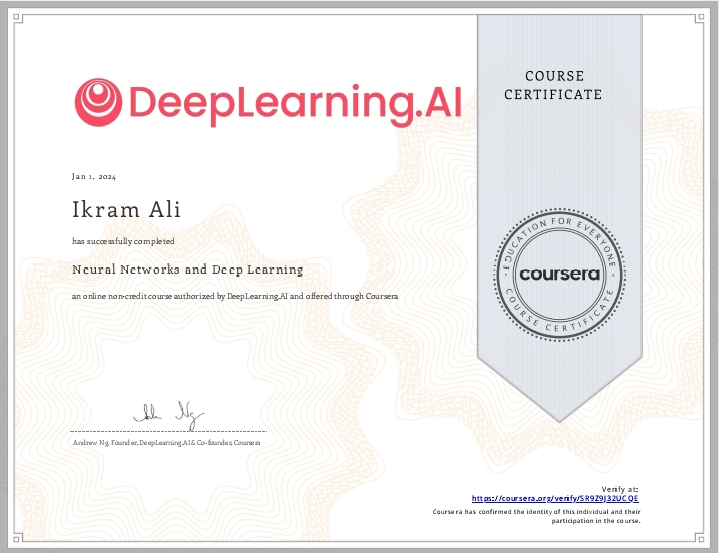 DeepLearning.AI
COURSE
CERTIFICATE
Jan 1, 2024
Ikram Ali
has successfully completed
Neural Networks and Deep Learning
an online non-credit course authorized by DeepLearning.AI and offered through Coursera
EDUCATION FOR EVERYONE
coursera
COURSE CERTIFICATE
Andrew Ng, Founder, DeepLearning.AI & Co-founder, Coursera
Verify at:
https://coursera.org/verify/SR9Z9J32UCQE
Coursera has confirmed the identity of this individual and their
participation in the course.